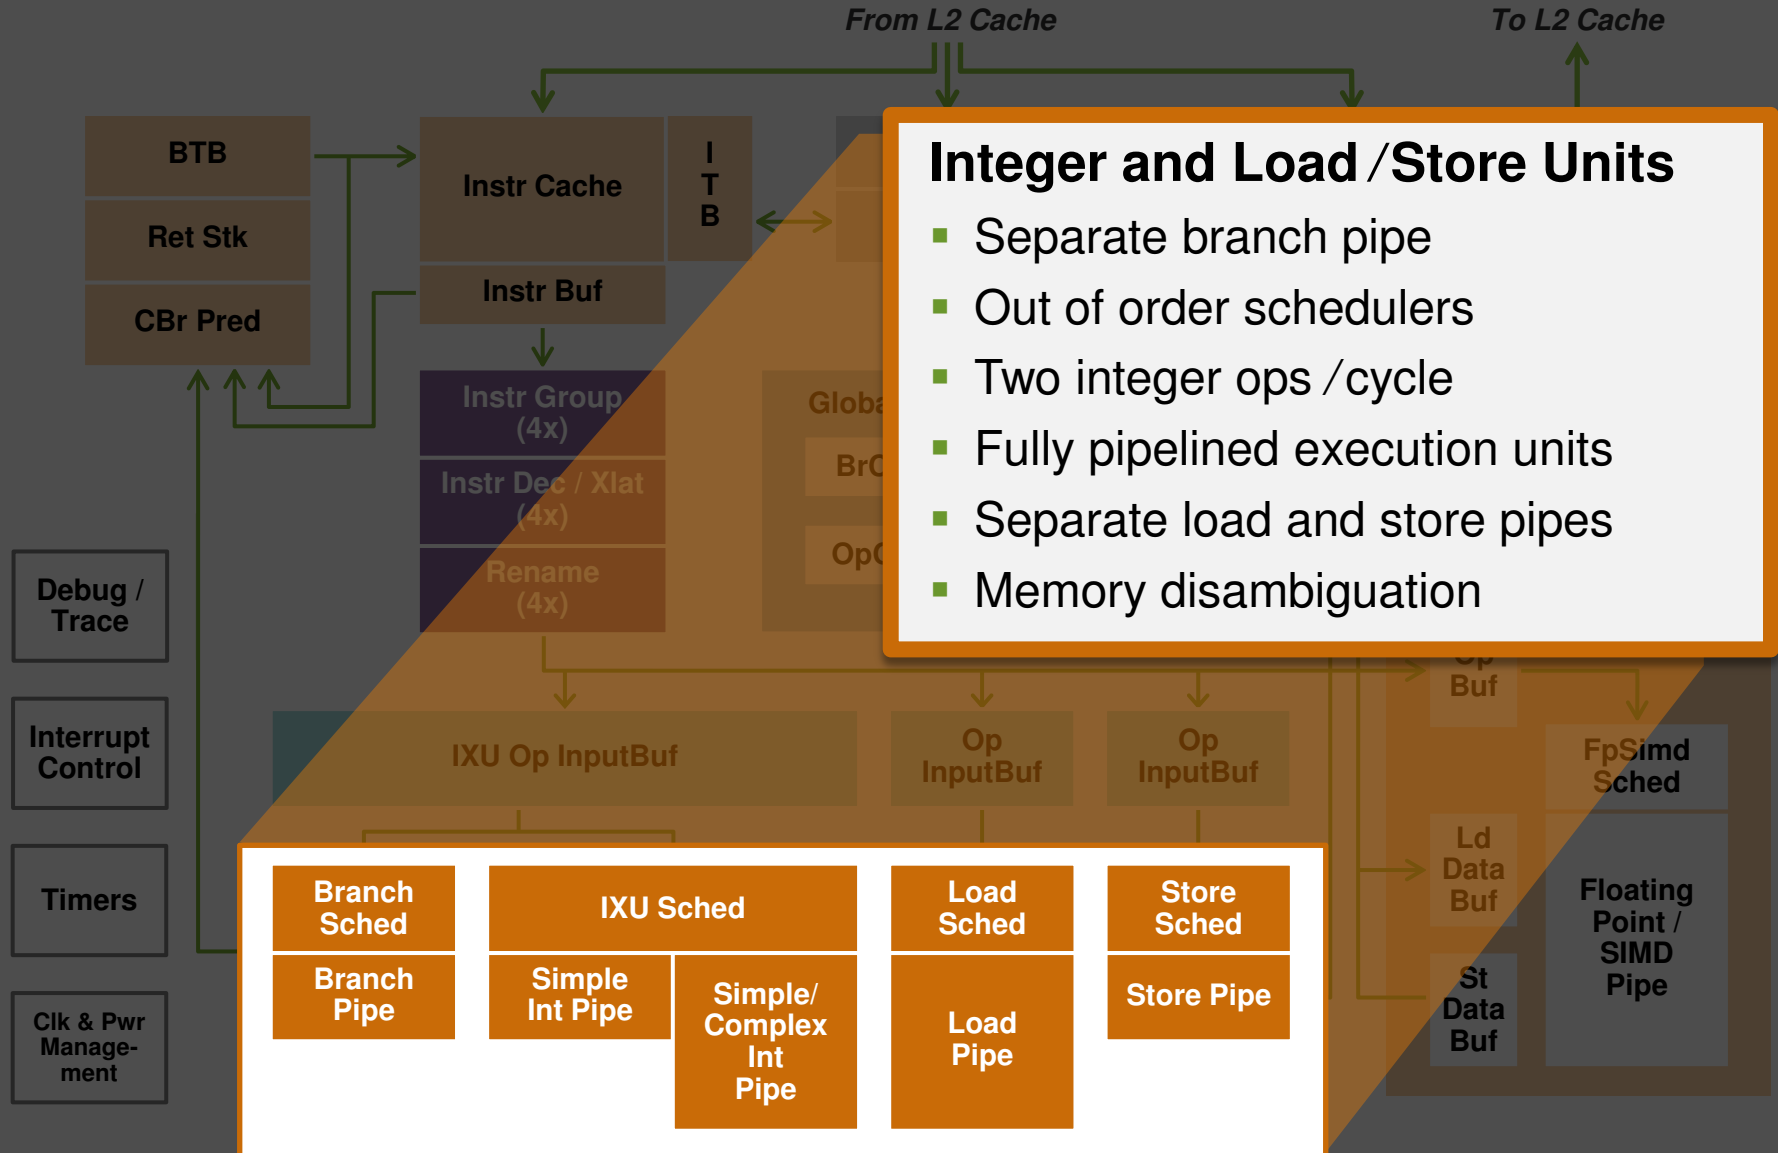 From L2 Cache
To L2 Cache
BTB
Ret Stk
CBr Pred
Instr Cache
I
T
B
Instr Buf
Instr Group
(4x)
Instr Dec / Xlat
(4x)
Rename
(4x)
Integer and Load /Store Units
▪ Separate branch pipe
▪ Out of order schedulers
▪ Two integer ops /cycle
▪ Fully pipelined execution units
▪ Separate load and store pipes
▪ Memory disambiguation
Debug /
Trace
Interrupt
Control
Timers
Clk & Pwr
Manage-
ment
IXU Op InputBuf
Op
InputBuf
Op
InputBuf
Op
Buf
FpSimd
Sched
Ld
Data
Buf
St
Data
Buf
Floating
Point /
SIMD
Pipe
Branch
Sched
IXU Sched
Load
Sched
Store
Sched
Branch
Pipe
Simple
Int Pipe
Simple/
Complex
Int
Pipe
Load
Pipe
Store Pipe